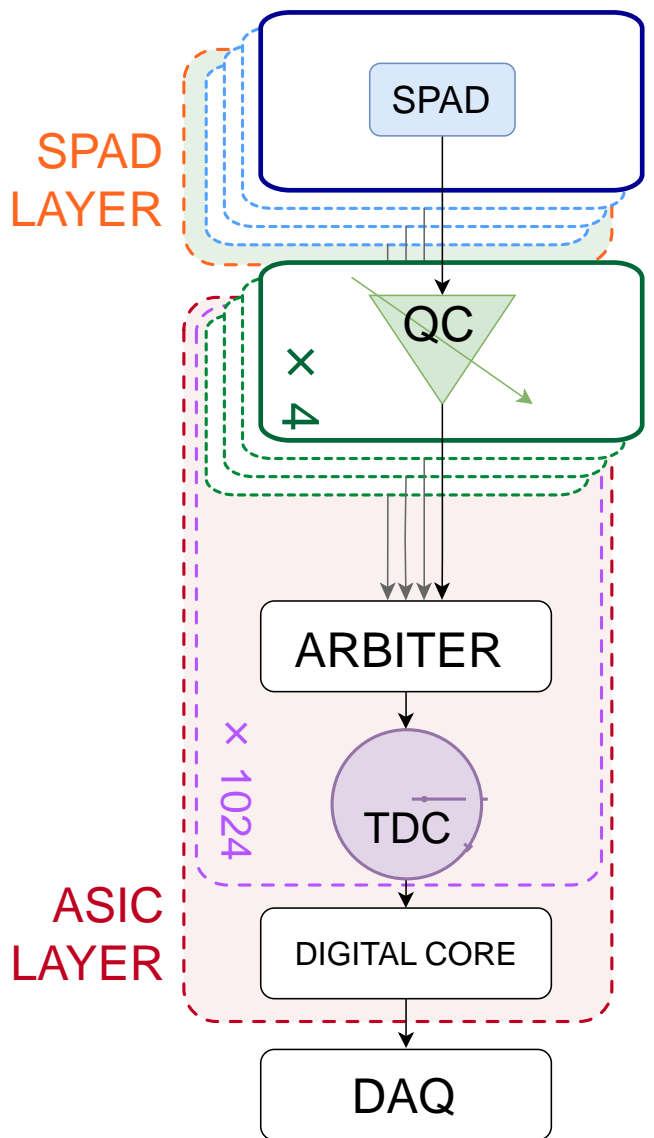 SPAD
SPAD
LAYER
QC
× 4
ARBITER
× 1024
TDC
ASIC
LAYER
DIGITAL CORE
DAQ